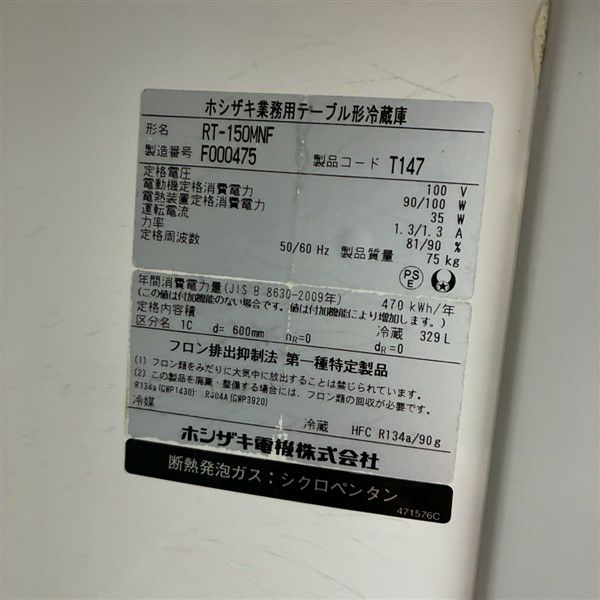 ホシザキ業務用テーブル形冷蔵庫
形名 RT-150MNF
製造番号 F000475 製品コード T147
定格電圧 100 V
電動機定格消費電力 90/100 W
電熱装置定格消費電力 35 W
運転電流 1.3/1.3 A
力率 81/90 %
定格周波数 50/60 Hz 製品質量 75 kg
PSE
年間消費電力量(JIS B 8630-2009年) 470 kWh/年
(この値は付加機能のない場合です。値は付加機能により増加します。)
定格内容積 冷蔵 329 L
区分名 1C d= 600mm nR=0 dR=0
フロン排出抑制法 第一種特定製品
(1) フロン類をみだりに大気中に放出することは禁じられています。
(2) この製品を廃棄・整備する場合には、フロン類の回収が必要です。
R134a(GWP1430) R404A(GWP3920)
冷媒 冷蔵 HFC R134a/90g
ホシザキ電機株式会社
断熱発泡ガス:シクロペンタン
471576C